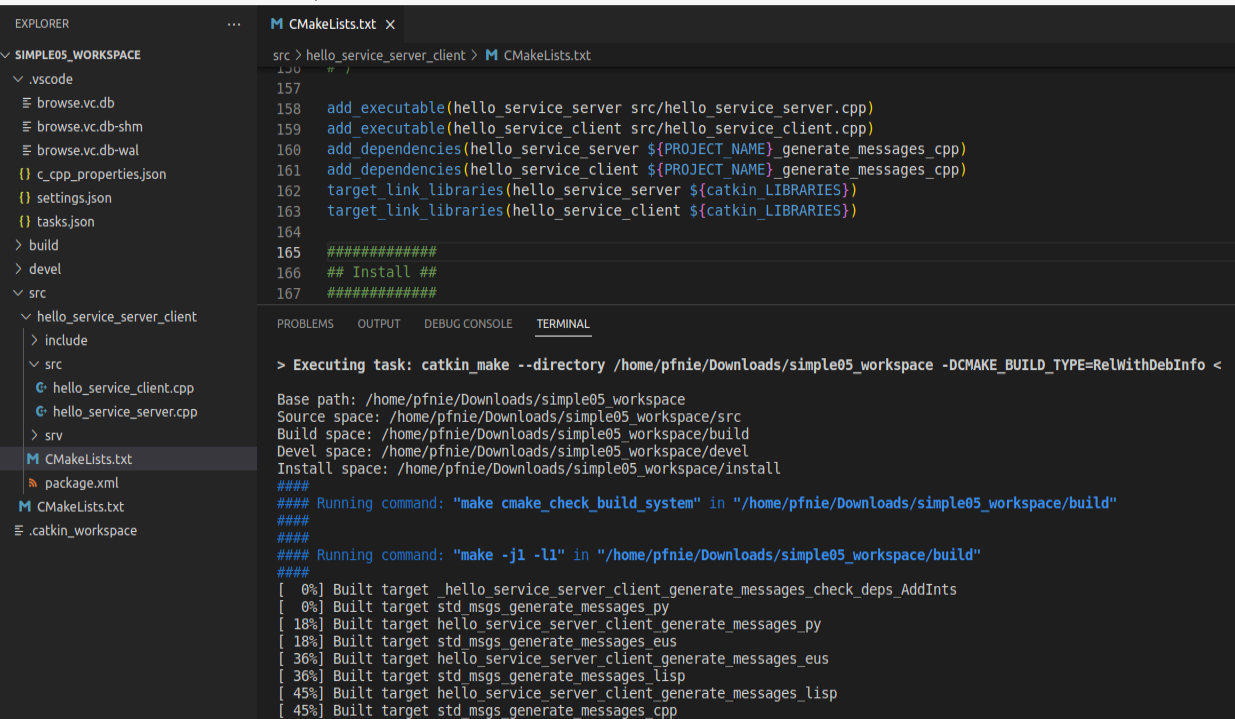 EXPLORER ...
SIMPLE05_WORKSPACE
.vscode
browse.vc.db
browse.vc.db-shm
browse.vc.db-wal
{} c_cpp_properties.json
{} settings.json
{} tasks.json
build
devel
src
hello_service_server_client
include
src
hello_service_client.cpp
hello_service_server.cpp
srv
M CMakeLists.txt
package.xml
M CMakeLists.txt
.catkin_workspace
M CMakeLists.txt ×
src > hello_service_server_client > M CMakeLists.txt
156 # )
157
158 add_executable(hello_service_server src/hello_service_server.cpp)
159 add_executable(hello_service_client src/hello_service_client.cpp)
160 add_dependencies(hello_service_server ${PROJECT_NAME}_generate_messages_cpp)
161 add_dependencies(hello_service_client ${PROJECT_NAME}_generate_messages_cpp)
162 target_link_libraries(hello_service_server ${catkin_LIBRARIES})
163 target_link_libraries(hello_service_client ${catkin_LIBRARIES})
164
165 #############
166 ## Install ##
167 #############
PROBLEMS OUTPUT DEBUG CONSOLE TERMINAL
> Executing task: catkin_make --directory /home/pfnie/Downloads/simple05_workspace -DCMAKE_BUILD_TYPE=RelWithDebInfo <
Base path: /home/pfnie/Downloads/simple05_workspace
Source space: /home/pfnie/Downloads/simple05_workspace/src
Build space: /home/pfnie/Downloads/simple05_workspace/build
Devel space: /home/pfnie/Downloads/simple05_workspace/devel
Install space: /home/pfnie/Downloads/simple05_workspace/install
####
#### Running command: "make cmake_check_build_system" in "/home/pfnie/Downloads/simple05_workspace/build"
####
####
#### Running command: "make -j1 -l1" in "/home/pfnie/Downloads/simple05_workspace/build"
####
[ 0%] Built target _hello_service_server_client_generate_messages_check_deps_AddInts
[ 0%] Built target std_msgs_generate_messages_py
[ 18%] Built target hello_service_server_client_generate_messages_py
[ 18%] Built target std_msgs_generate_messages_eus
[ 36%] Built target hello_service_server_client_generate_messages_eus
[ 36%] Built target std_msgs_generate_messages_lisp
[ 45%] Built target hello_service_server_client_generate_messages_lisp
[ 45%] Built target std_msgs_generate_messages_cpp